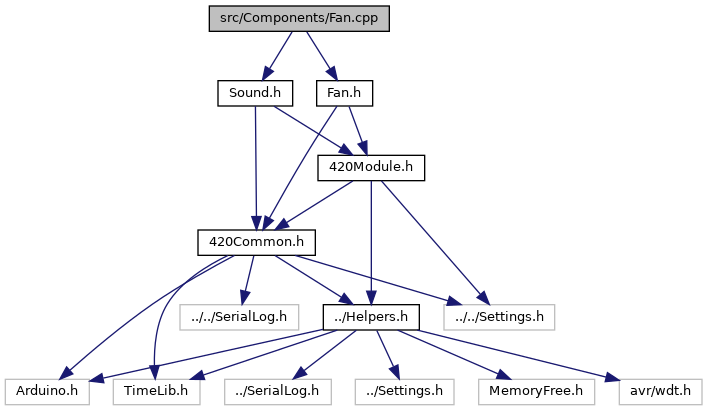 src/Components/Fan.cpp
Sound.h
Fan.h
420Module.h
420Common.h
../../SerialLog.h
../Helpers.h
../../Settings.h
Arduino.h
TimeLib.h
../SerialLog.h
../Settings.h
MemoryFree.h
avr/wdt.h